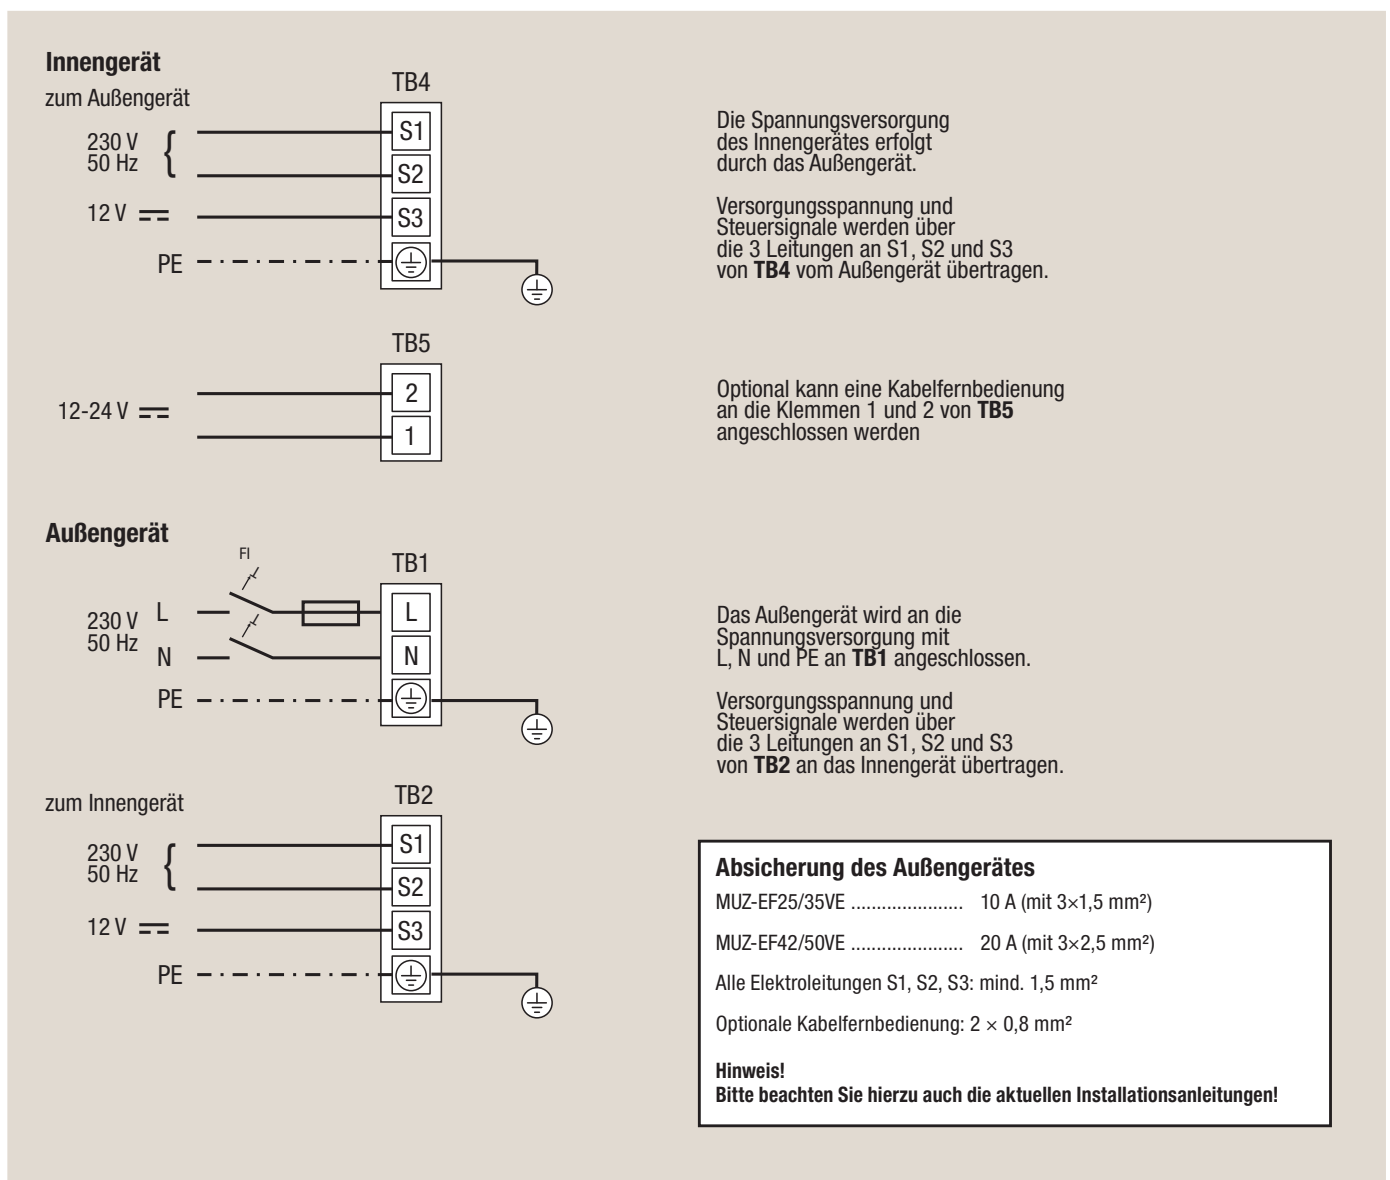 Innengerät
zum Außengerät
TB4
230 V
50 Hz
S1
S2
12 V
S3
PE
Die Spannungsversorgung
des Innengerätes erfolgt
durch das Außengerät.
Versorgungsspannung und
Steuersignale werden über
die 3 Leitungen an S1, S2 und S3
von TB4 vom Außengerät übertragen.
TB5
12-24 V
2
1
Optional kann eine Kabelfernbedienung
an die Klemmen 1 und 2 von TB5
angeschlossen werden
Außengerät
FI
TB1
230 V
50 Hz
L
L
N
N
PE
Das Außengerät wird an die
Spannungsversorgung mit
L, N und PE an TB1 angeschlossen.
Versorgungsspannung und
Steuersignale werden über
die 3 Leitungen an S1, S2 und S3
von TB2 an das Innengerät übertragen.
zum Innengerät
TB2
230 V
50 Hz
S1
S2
12 V
S3
PE
Absicherung des Außengerätes
MUZ-EF25/35VE ...................... 10 A (mit 3×1,5 mm²)
MUZ-EF42/50VE ...................... 20 A (mit 3×2,5 mm²)
Alle Elektroleitungen S1, S2, S3: mind. 1,5 mm²
Optionale Kabelfernbedienung: 2 × 0,8 mm²
Hinweis!
Bitte beachten Sie hierzu auch die aktuellen Installationsanleitungen!